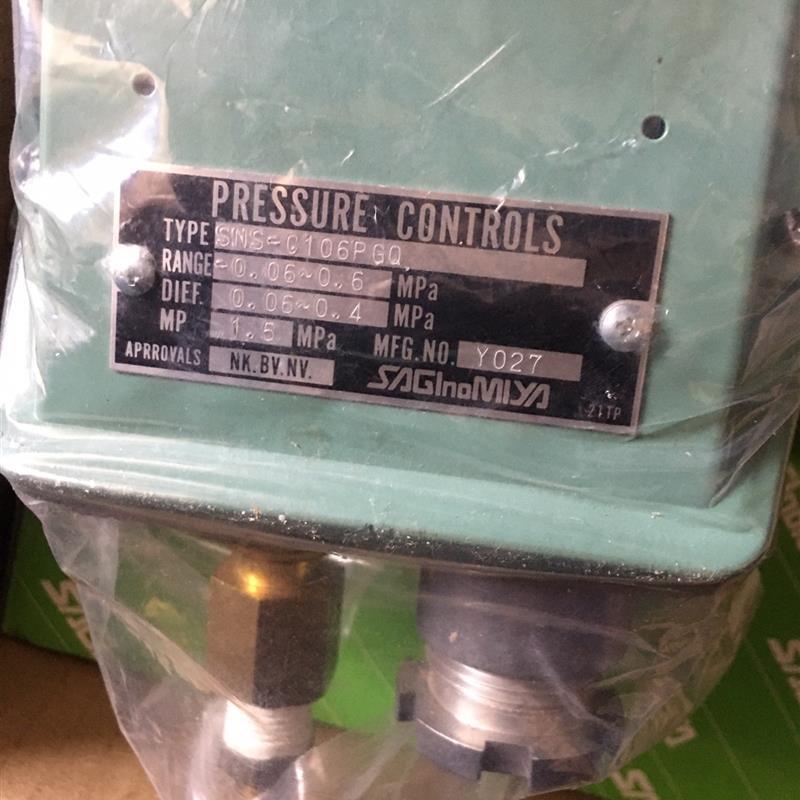 PRESSURE CONTROLS
TYPE SNS-C106PGQ
RANGE -0.06~0.6 MPa
DIFF. 0.06~0.4 MPa
MP 1.5 MPa MFG.NO. Y027
APRROVALS NK.BV.NV. SAGInoMIYA
21TP